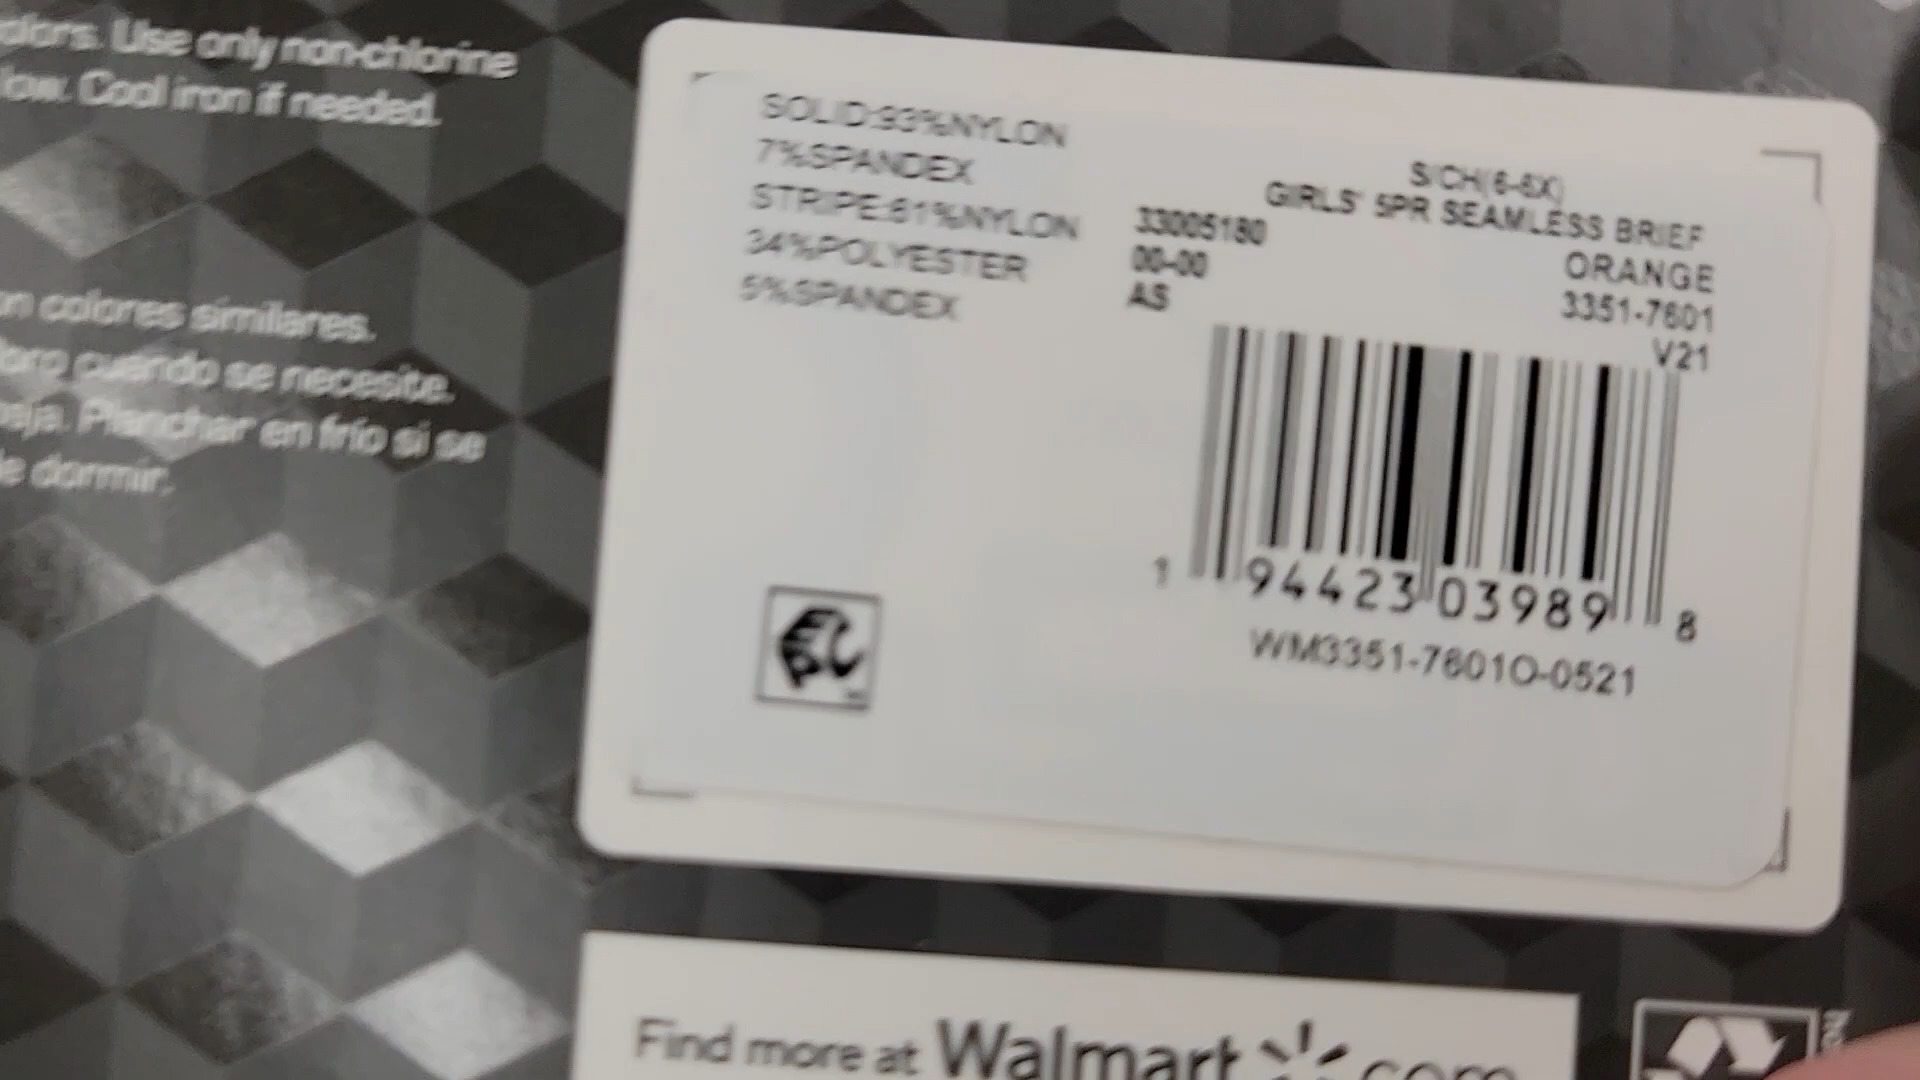 Use only non-chlorine
low. Cool iron if needed.
colores similares.
cuando se necesite.
Planchar en frío si se
dormir.
SOLID:93%NYLON
7%SPANDEX
STRIPE:61%NYLON
34%POLYESTER
5%SPANDEX
S/CH(6-6X)
GIRLS' 5PR SEAMLESS BRIEF
33005180
00-00
AS
ORANGE
3351-7601
V21
1 94423 03989 8
WM3351-7601O-0521
EPC
Find more at Walmart com